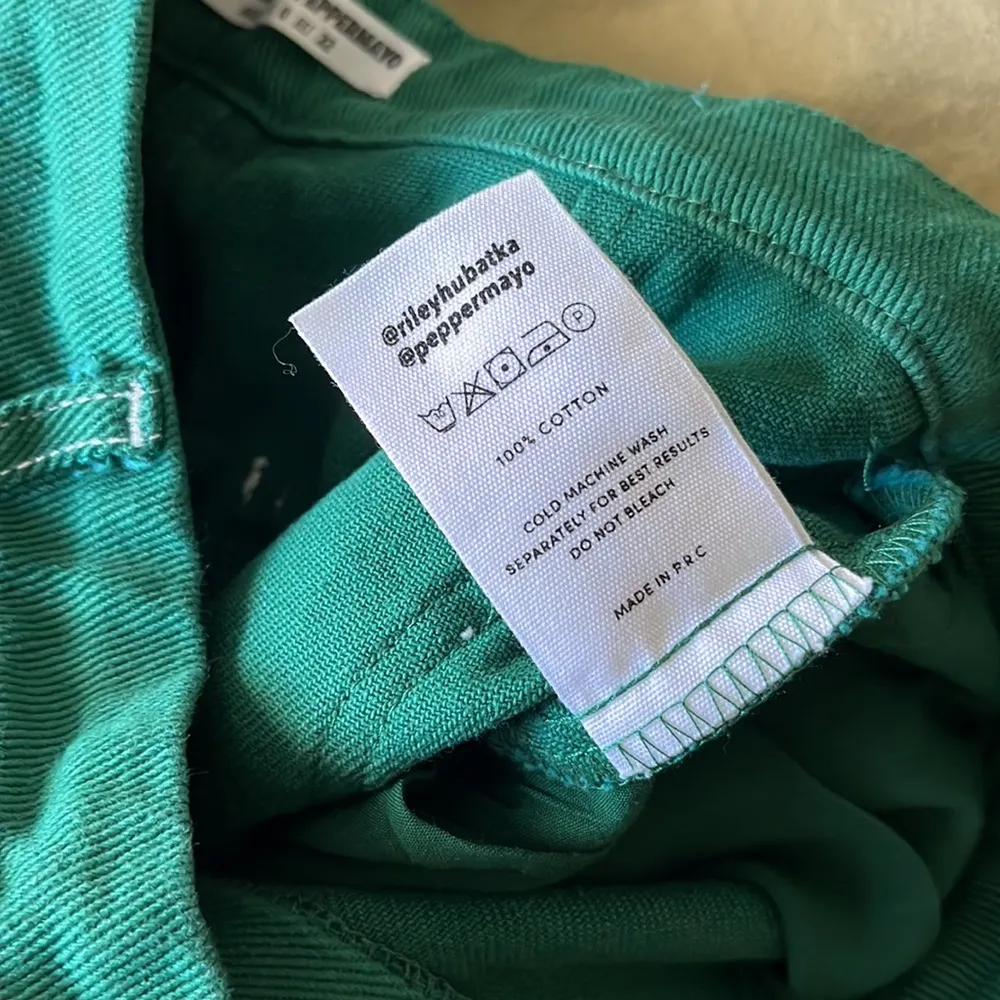 PEPPERMAYO
@rileyhubatka
@peppermayo
P
100% COTTON
COLD MACHINE WASH
SEPARATELY FOR BEST RESULTS
DO NOT BLEACH
MADE IN P.R.C